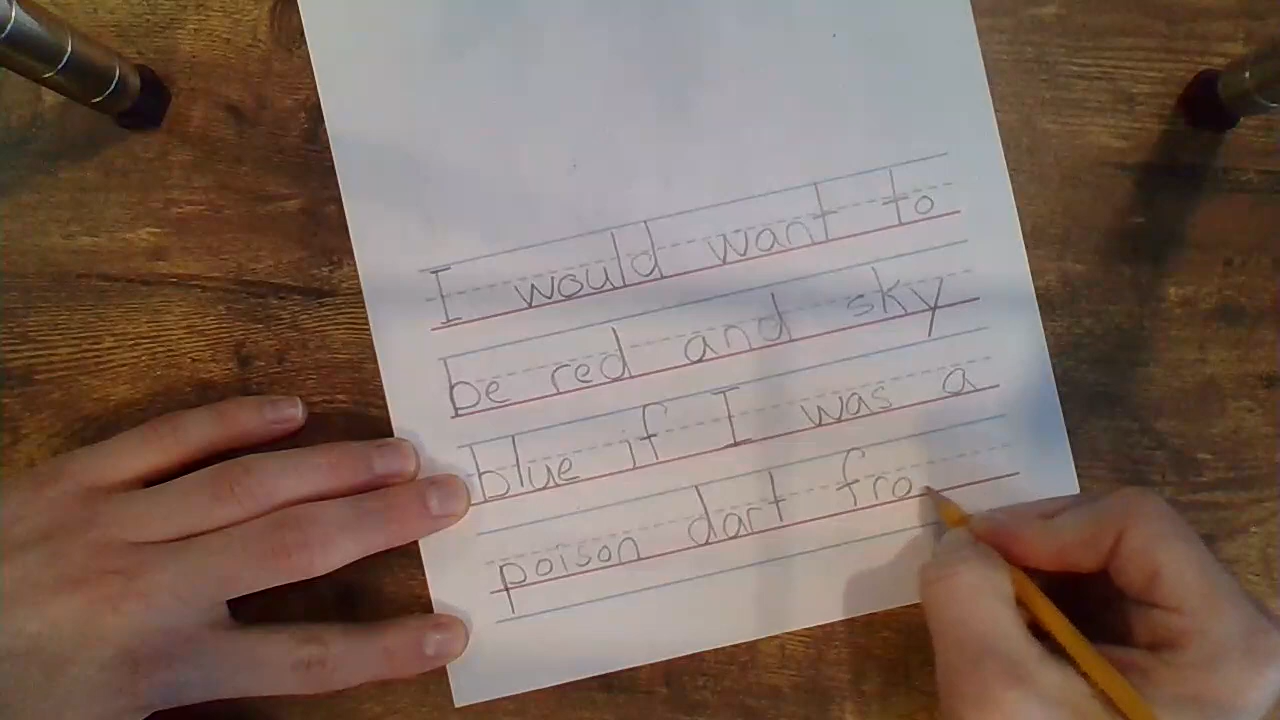 I would want to
be red and sky
blue if I was a
poison dart fro